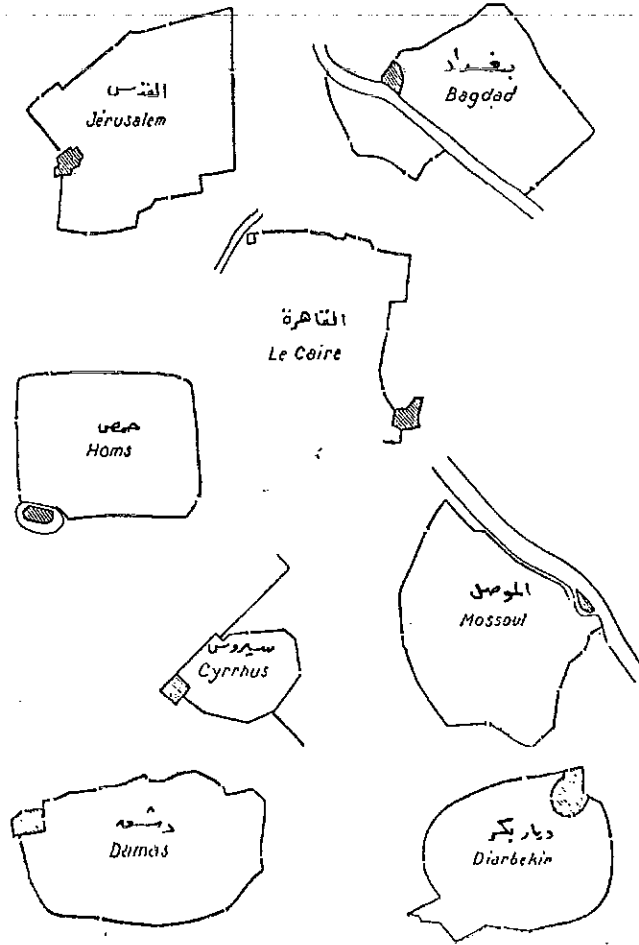 القدس
Jérusalem
بغداد
Bagdad
القاهرة
Le Caire
حمص
Homs
الموصل
Mossoul
سيروس
Cyrrhus
دمشق
Damas
ديار بكر
Diarbekir